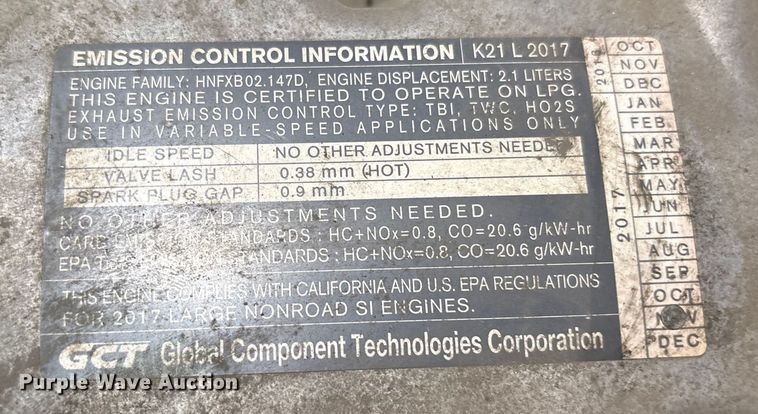 EMISSION CONTROL INFORMATION K21 L 2017
ENGINE FAMILY: HNFXB02.147D, ENGINE DISPLACEMENT: 2.1 LITERS
THIS ENGINE IS CERTIFIED TO OPERATE ON LPG.
EXHAUST EMISSION CONTROL TYPE: TBI, TWC, HO2S
USE IN VARIABLE-SPEED APPLICATIONS ONLY
IDLE SPEED NO OTHER ADJUSTMENTS NEEDED
VALVE LASH 0.38 mm (HOT)
SPARK PLUG GAP 0.9 mm
NO OTHER ADJUSTMENTS NEEDED.
CARB STANDARDS : HC+NOx=0.8, CO=20.6 g/kW-hr
EPA STANDARDS : HC+NOx=0.8, CO=20.6 g/kW-hr
THIS ENGINE COMPLIES WITH CALIFORNIA AND U.S. EPA REGULATIONS
FOR 2017 LARGE NONROAD SI ENGINES.
GCT Global Component Technologies Corporation
2016
OCT
NOV
DEC
2017
JAN
FEB
MAR
APR
MAY
JUN
JUL
AUG
SEP
OCT
NOV
DEC
Purple Wave Auction